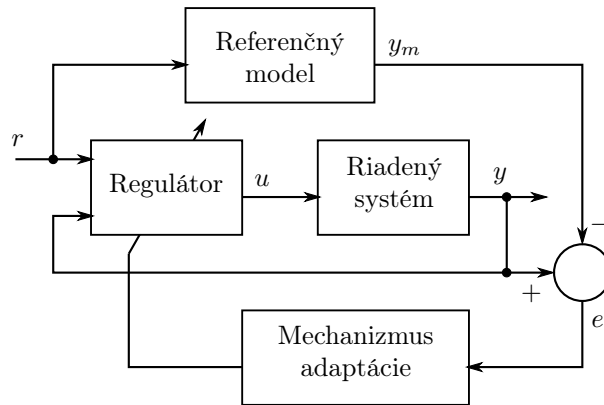 Referenčný
model
y_m
r
Regulátor
u
Riadený
systém
y
−
+
e
Mechanizmus
adaptácie